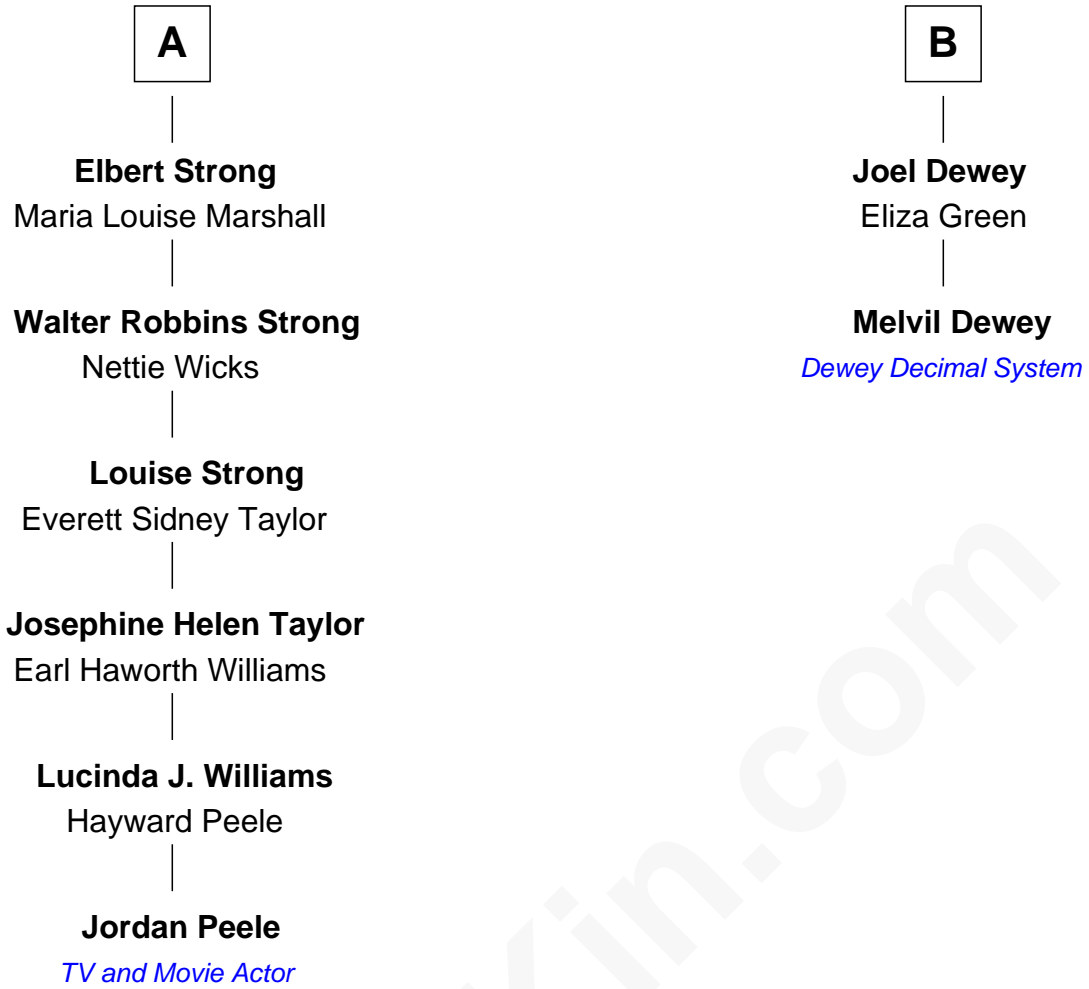 A
Elbert Strong
Maria Louise Marshall
Walter Robbins Strong
Nettie Wicks
Louise Strong
Everett Sidney Taylor
Josephine Helen Taylor
Earl Haworth Williams
Lucinda J. Williams
Hayward Peele
Jordan Peele
TV and Movie Actor
B
Joel Dewey
Eliza Green
Melvil Dewey
Dewey Decimal System
kin.com